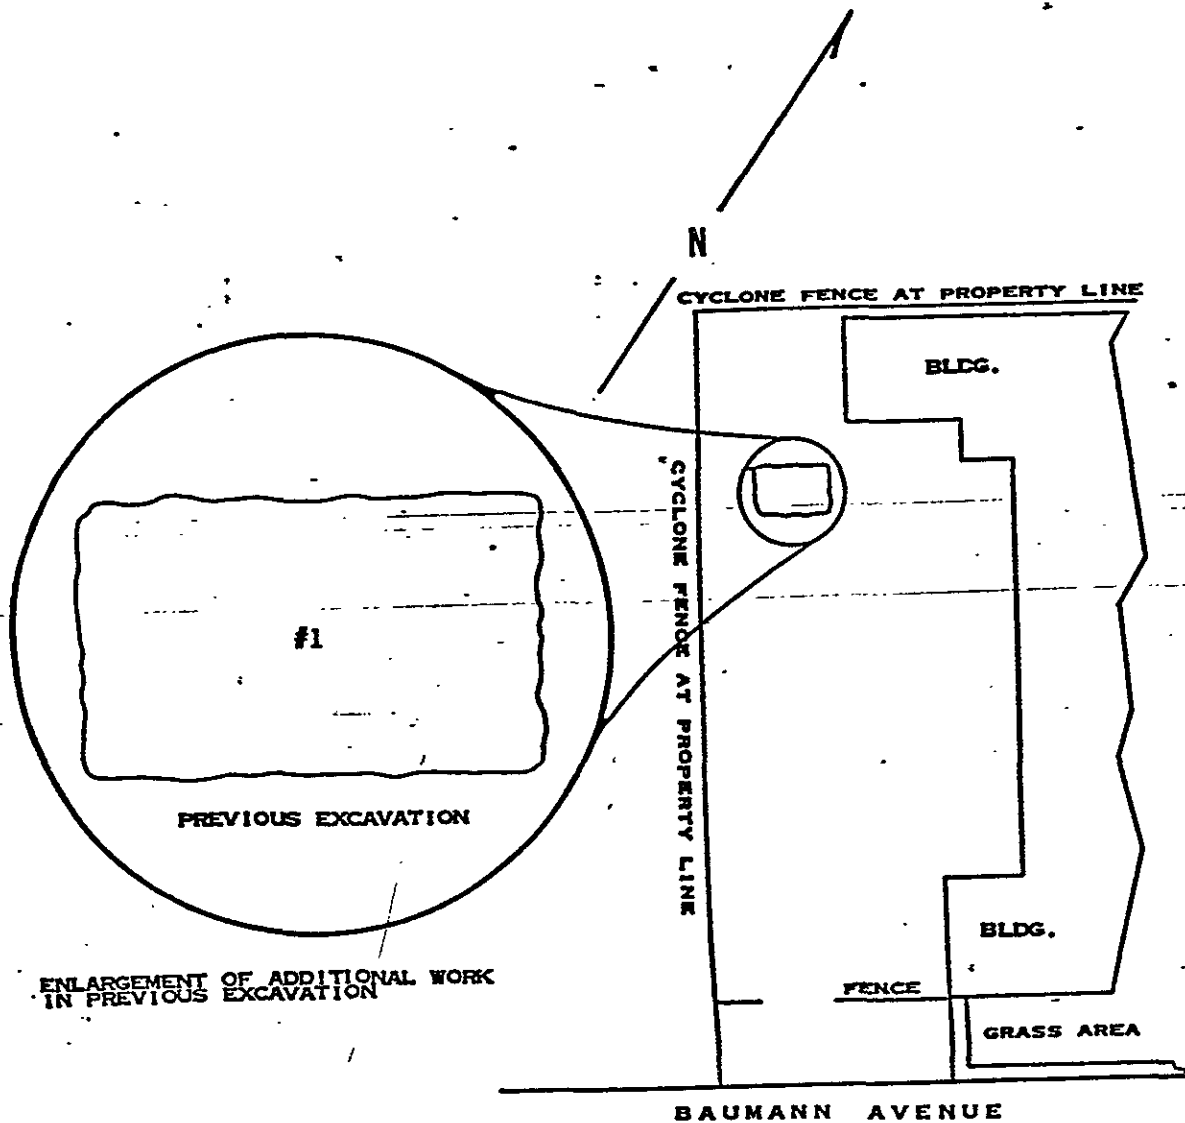 N
CYCLONE FENCE AT PROPERTY LINE
BLDG.
CYCLONE FENCE AT PROPERTY LINE
#1
PREVIOUS EXCAVATION
BLDG.
ENLARGEMENT OF ADDITIONAL WORK
IN PREVIOUS EXCAVATION
FENCE
GRASS AREA
BAUMANN AVENUE